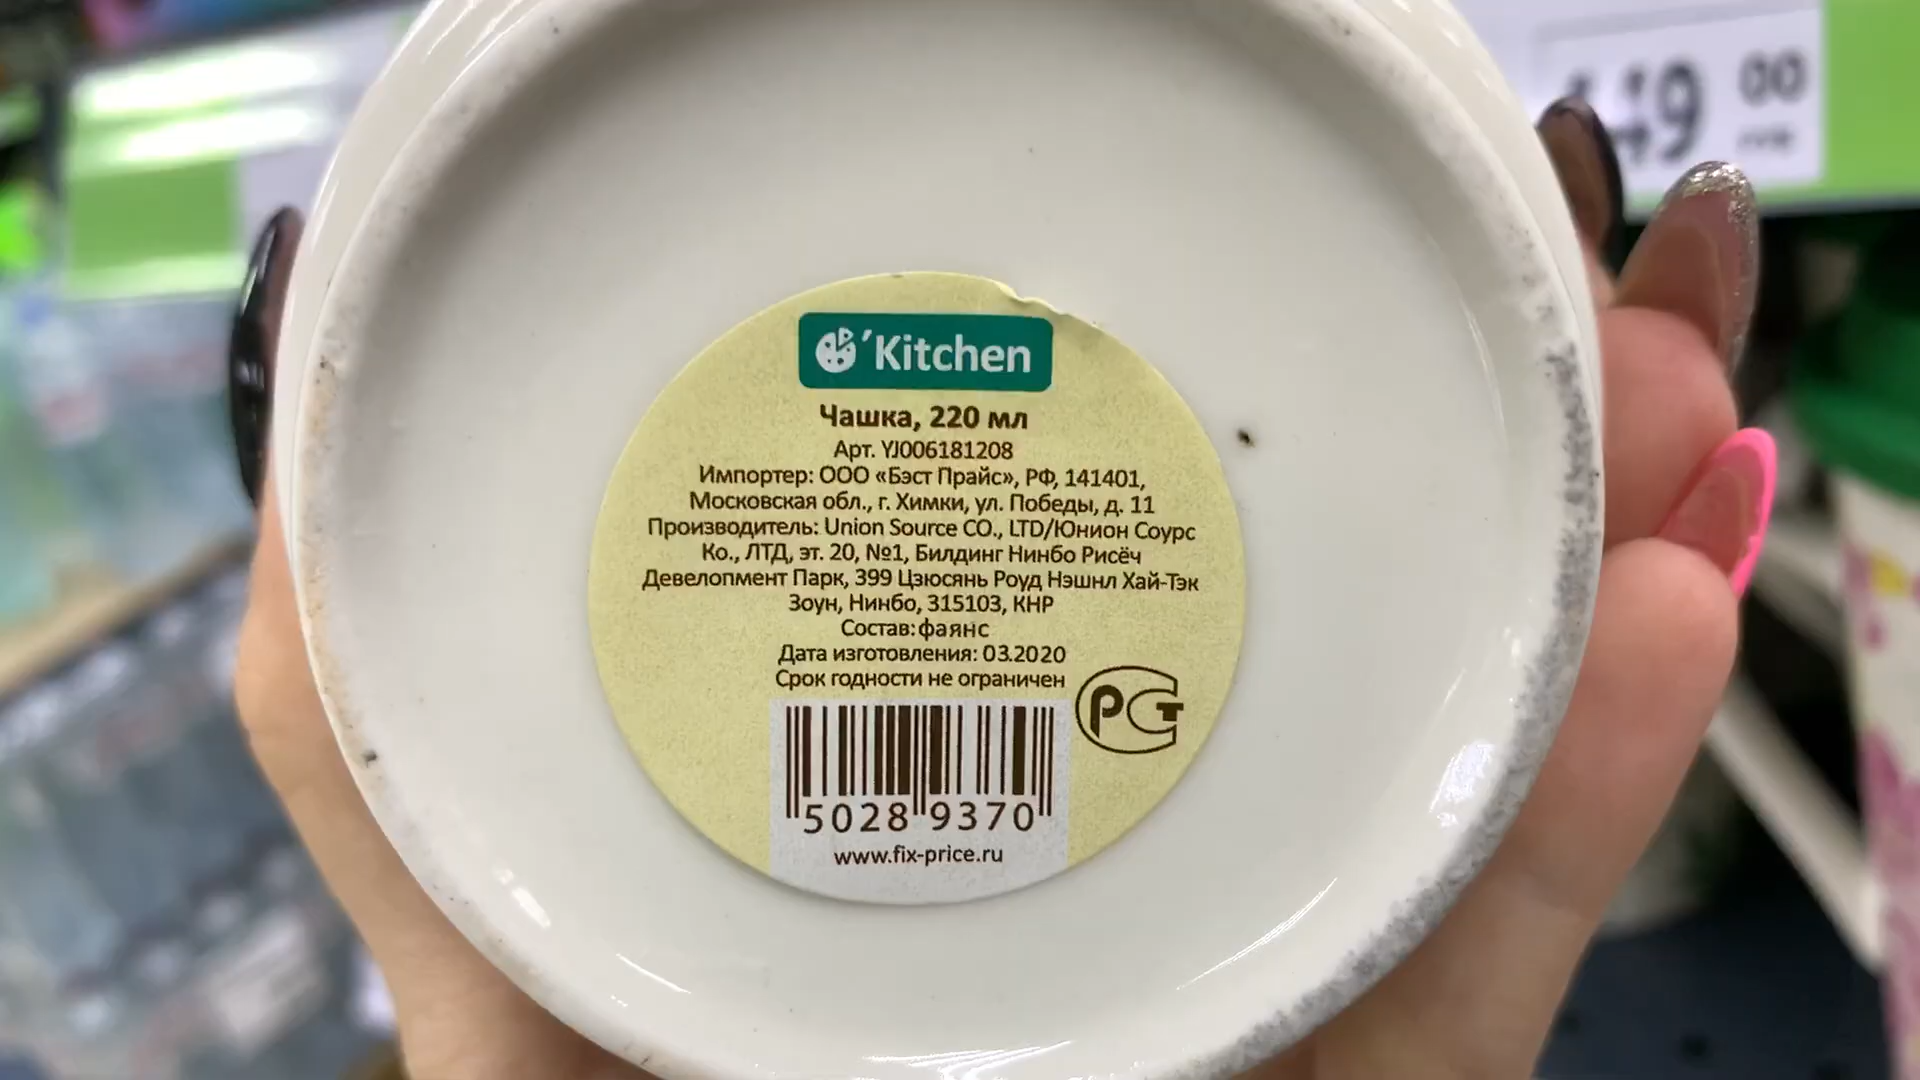 'Kitchen
Чашка, 220 мл
Арт. YJ006181208
Импортер: ООО «Бэст Прайс», РФ, 141401,
Московская обл., г. Химки, ул. Победы, д. 11
Производитель: Union Source CO., LTD/Юнион Соурс
Ко., ЛТД, эт. 20, №1, Билдинг Нинбо Рисёч
Девелопмент Парк, 399 Цзюсянь Роуд Нэшнл Хай-Тэк
Зоун, Нинбо, 315103, КНР
Состав:фаянс
Дата изготовления: 03.2020
Срок годности не ограничен
РСТ
5028 9370
www.fix-price.ru
49 00